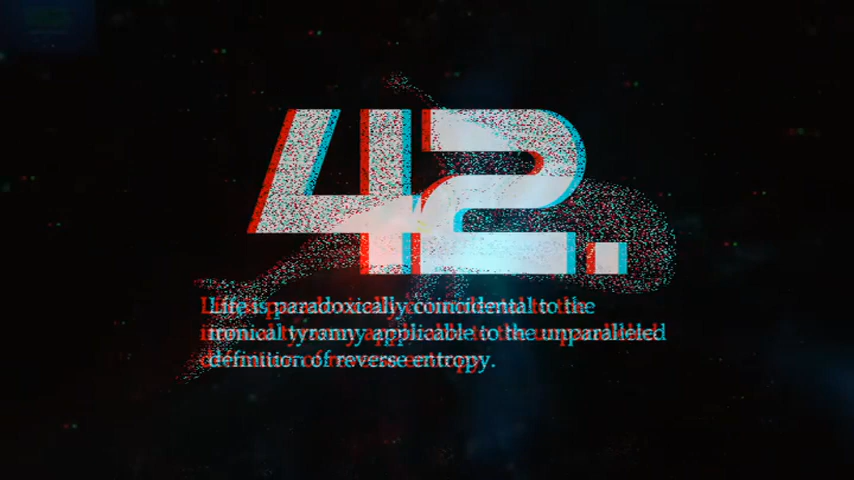 42.
Life is paradoxically coincidental to the
ironical tyranny applicable to the unparalleled
definition of reverse entropy.